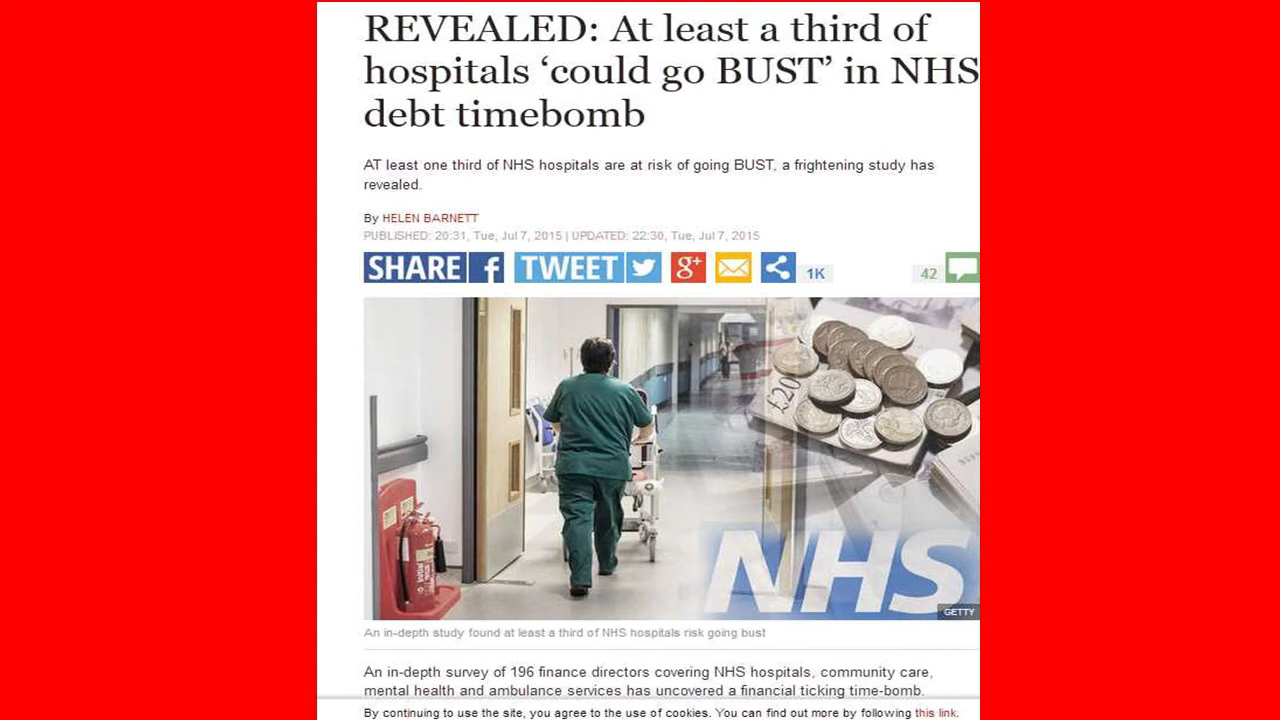 REVEALED: At least a third of
hospitals ‘could go BUST’ in NHS
debt timebomb
AT least one third of NHS hospitals are at risk of going BUST, a frightening study has
revealed.
By HELEN BARNETT
PUBLISHED: 20:31, Tue, Jul 7, 2015 | UPDATED: 22:30, Tue, Jul 7, 2015
SHARE f TWEET g+ 1K 42
£20
NHS
GETTY
An in-depth study found at least a third of NHS hospitals risk going bust
An in-depth survey of 196 finance directors covering NHS hospitals, community care,
mental health and ambulance services has uncovered a financial ticking time-bomb.
By continuing to use the site, you agree to the use of cookies. You can find out more by following this link.